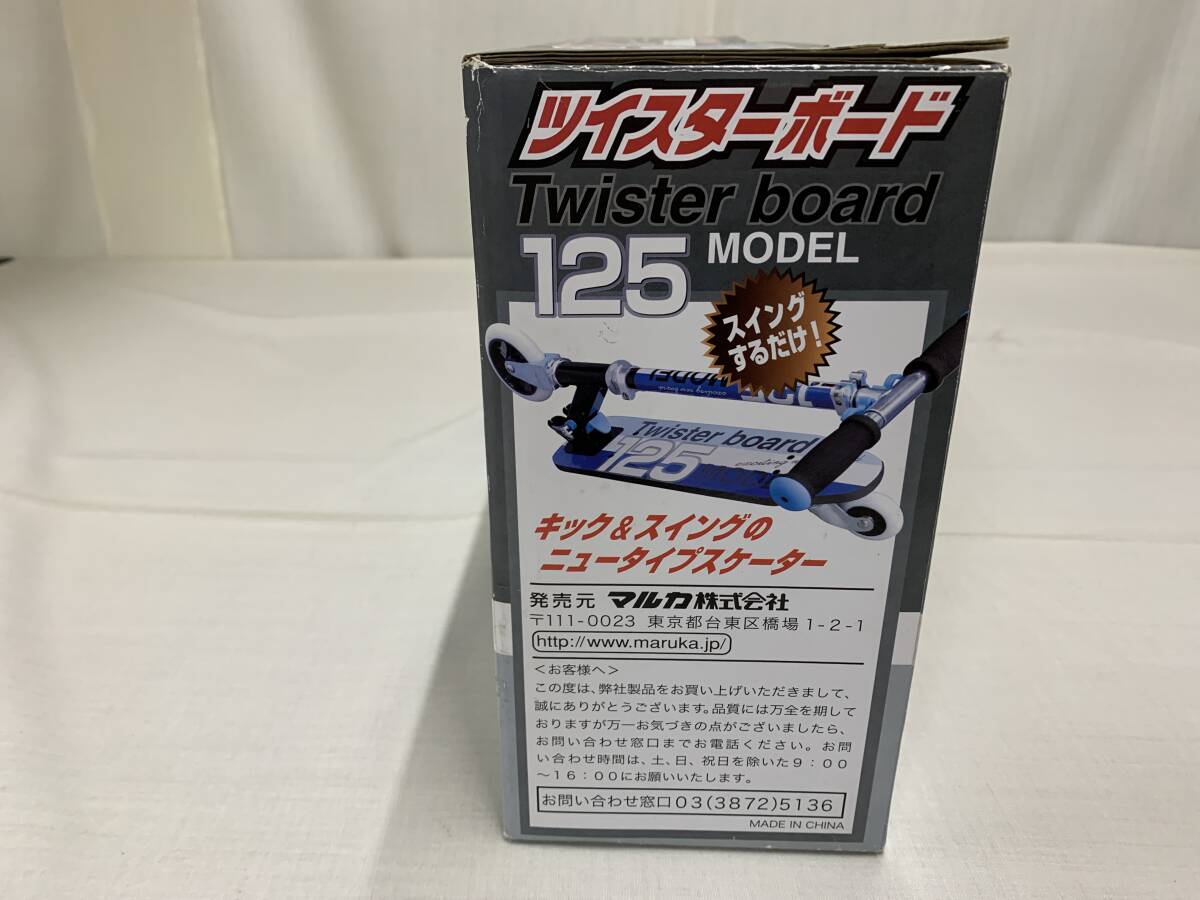 ツイスターボード
Twister board
125 MODEL
スイング
するだけ!
MODEL
Twister board
125
キック&スイングの
ニュータイプスケーター
発売元 マルカ株式会社
〒111-0023 東京都台東区橋場1-2-1
http://www.maruka.jp/
<お客様へ>
この度は、弊社製品をお買い上げいただきまして、
誠にありがとうございます。品質には万全を期して
おりますが万一お気づきの点がございましたら、
お問い合わせ窓口までお電話ください。お問
い合わせ時間は、土、日、祝日を除いた9:00
~16:00にお願いいたします。
お問い合わせ窓口03(3872)5136
MADE IN CHINA